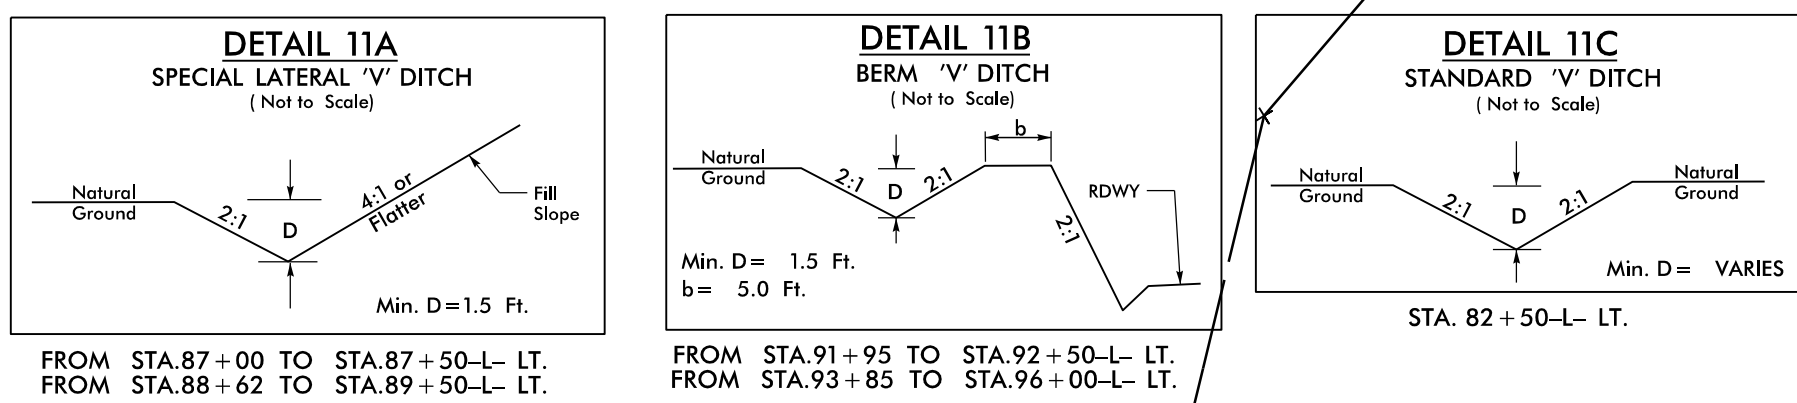 DETAIL 11A
SPECIAL LATERAL 'V' DITCH
( Not to Scale)
Natural
Ground
2:1
D
4:1 or
Flatter
Fill
Slope
Min. D=1.5 Ft.
FROM STA.87+00 TO STA.87+50-L- LT.
FROM STA.88+62 TO STA.89+50-L- LT.
DETAIL 11B
BERM 'V' DITCH
( Not to Scale)
Natural
Ground
2:1
D
2:1
b
2:1
RDWY
Min. D= 1.5 Ft.
b= 5.0 Ft.
FROM STA.91+95 TO STA.92+50-L- LT.
FROM STA.93+85 TO STA.96+00-L- LT.
DETAIL 11C
STANDARD 'V' DITCH
( Not to Scale)
Natural
Ground
2:1
D
2:1
Natural
Ground
Min. D= VARIES
STA. 82+50-L- LT.